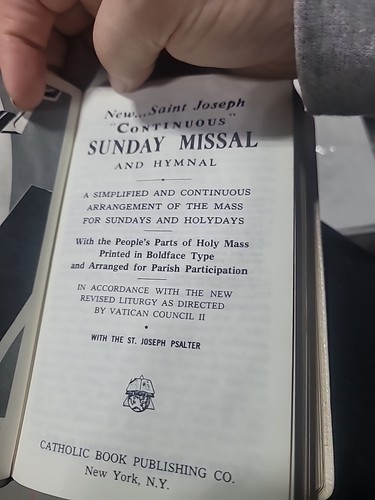 New...Saint Joseph
"CONTINUOUS"
SUNDAY MISSAL
AND HYMNAL
A SIMPLIFIED AND CONTINUOUS
ARRANGEMENT OF THE MASS
FOR SUNDAYS AND HOLYDAYS
With the People's Parts of Holy Mass
Printed in Boldface Type
and Arranged for Parish Participation
IN ACCORDANCE WITH THE NEW
REVISED LITURGY AS DIRECTED
BY VATICAN COUNCIL II
WITH THE ST. JOSEPH PSALTER
CATHOLIC BOOK PUBLISHING CO.
New York, N.Y.